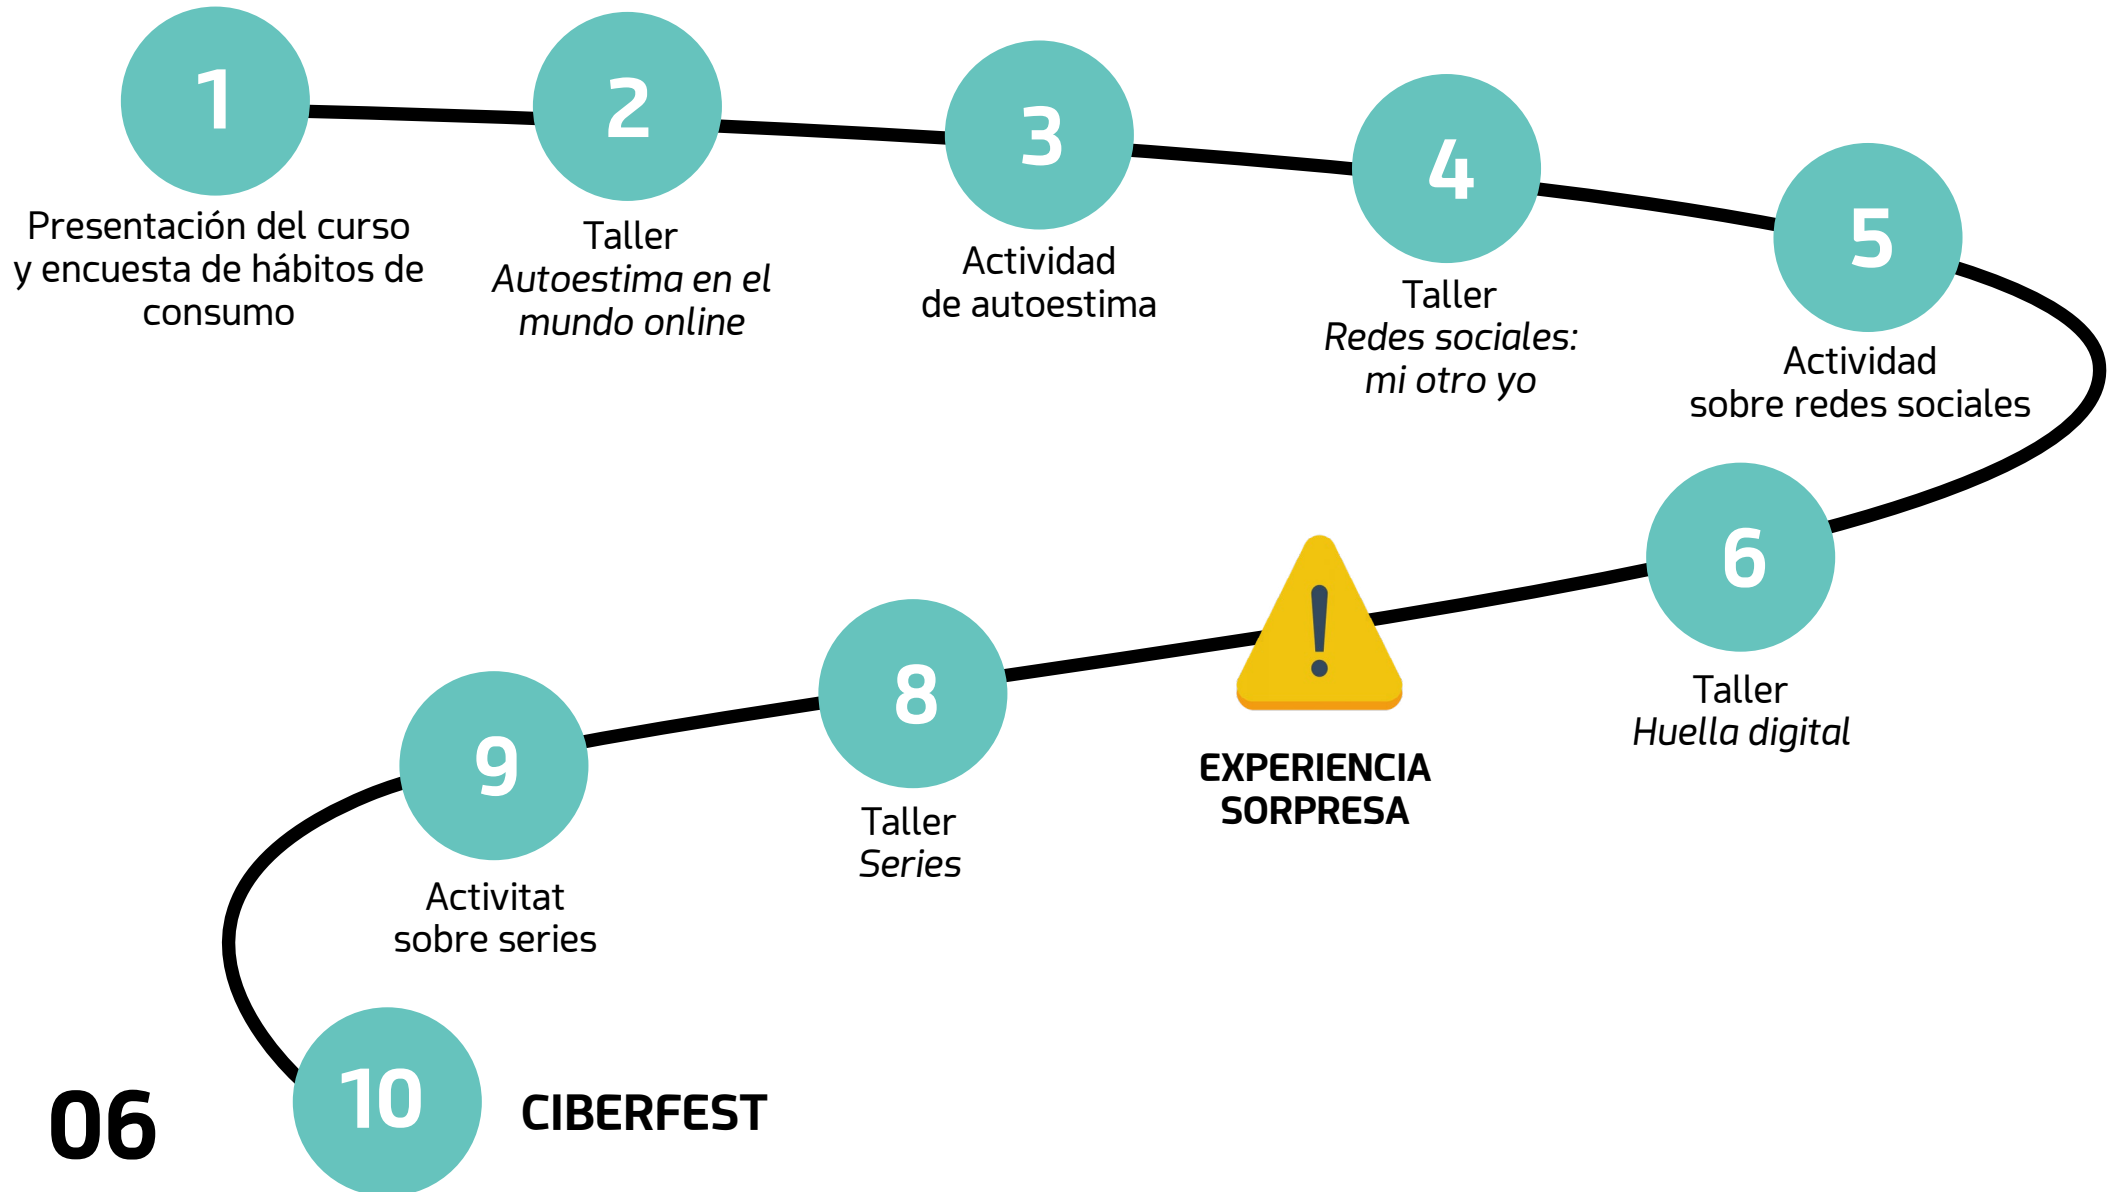 1
Presentación del curso
y encuesta de hábitos de
consumo
2
Taller
Autoestima en el
mundo online
3
Actividad
de autoestima
4
Taller
Redes sociales:
mi otro yo
5
Actividad
sobre redes sociales
6
Taller
Huella digital
!
EXPERIENCIA
SORPRESA
8
Taller
Series
9
Activitat
sobre series
10
CIBERFEST
06